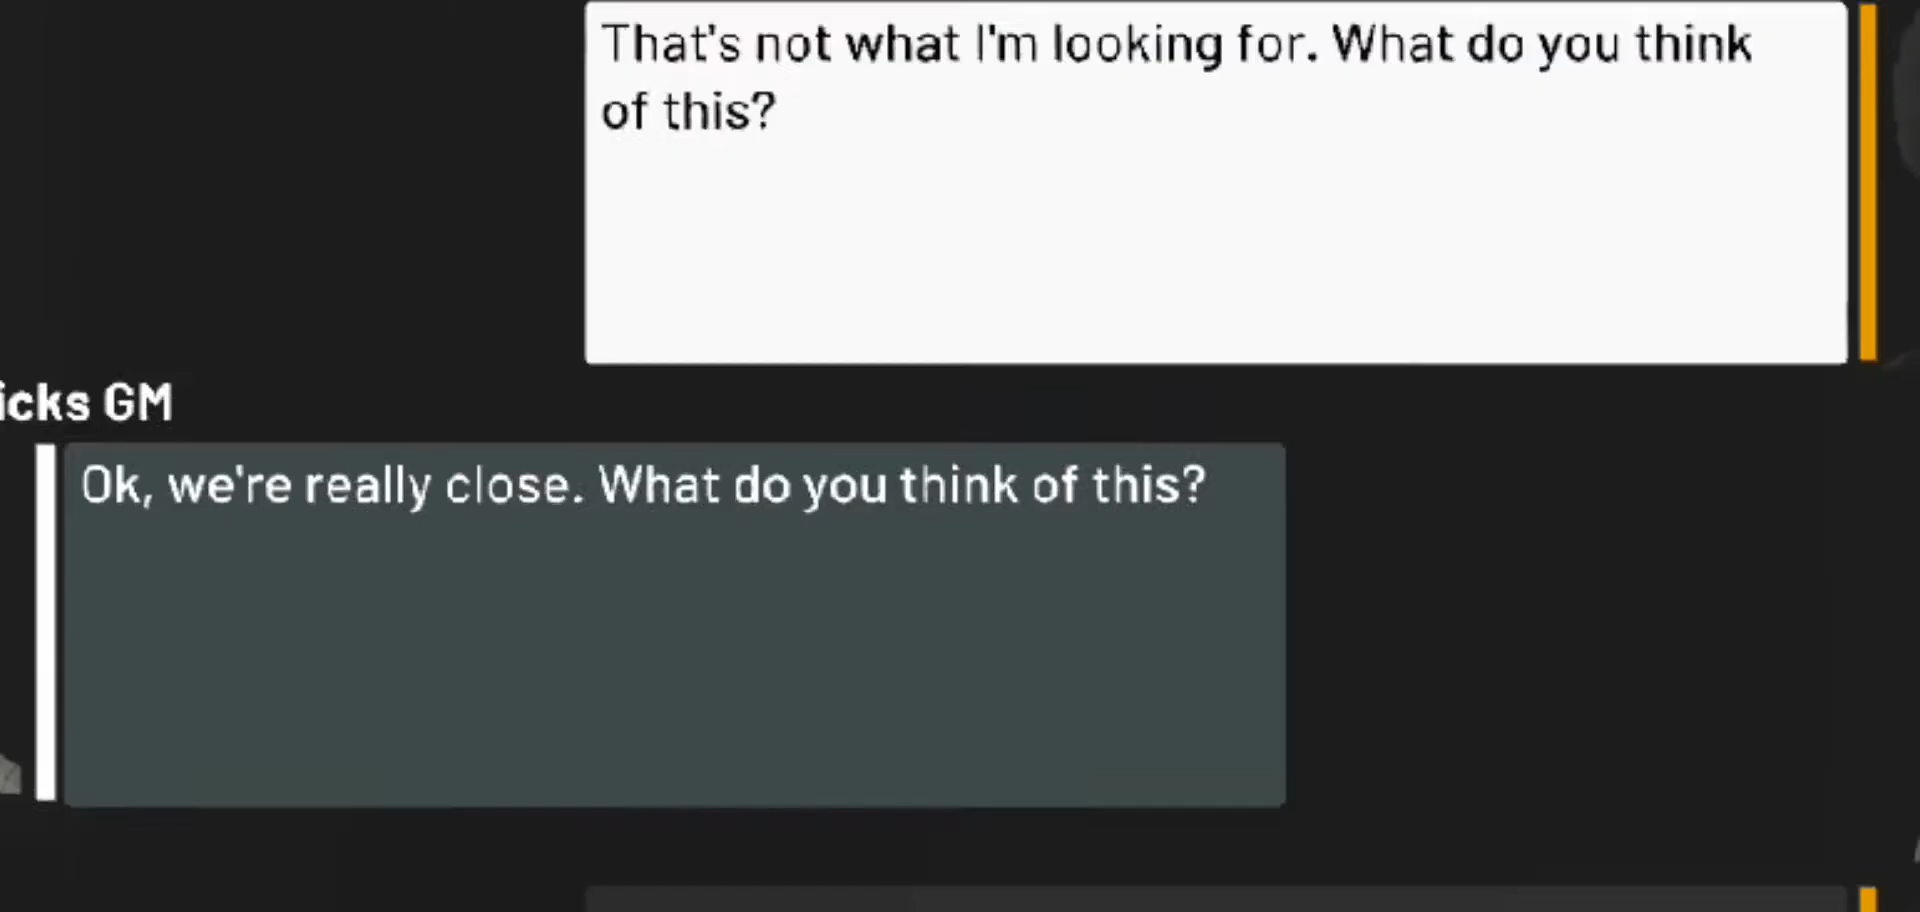 That's not what I'm looking for. What do you think
of this?
icks GM
Ok, we're really close. What do you think of this?